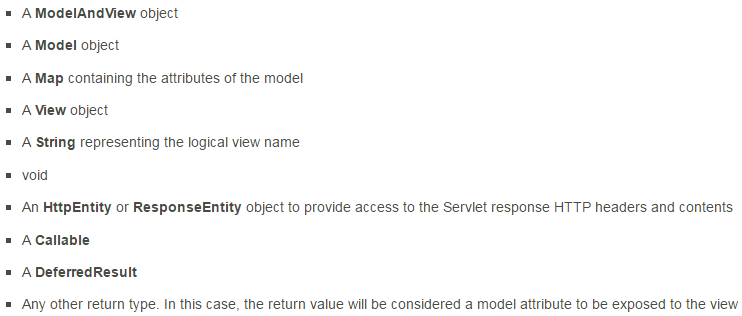 A ModelAndView object
A Model object
A Map containing the attributes of the model
A View object
A String representing the logical view name
void
An HttpEntity or ResponseEntity object to provide access to the Servlet response HTTP headers and contents
A Callable
A DeferredResult
Any other return type. In this case, the return value will be considered a model attribute to be exposed to the view